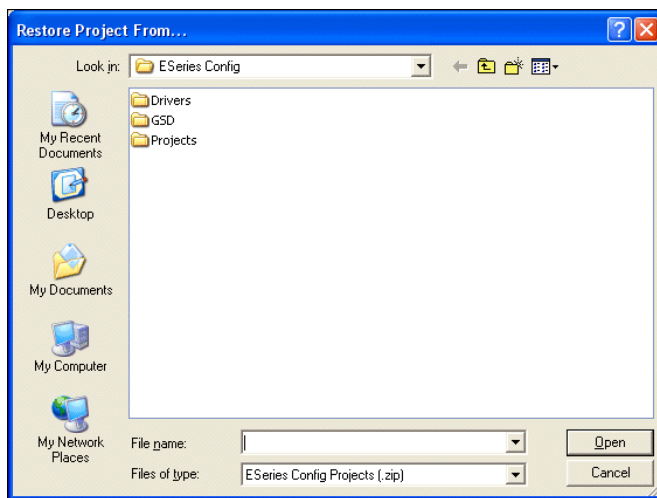 Restore Project From...
Look in:
ESeries Config
My Recent
Documents
Desktop
My Documents
My Computer
My Network
Places
Drivers
GSD
Projects
File name:
Open
Files of type:
ESeries Config Projects (.zip)
Cancel